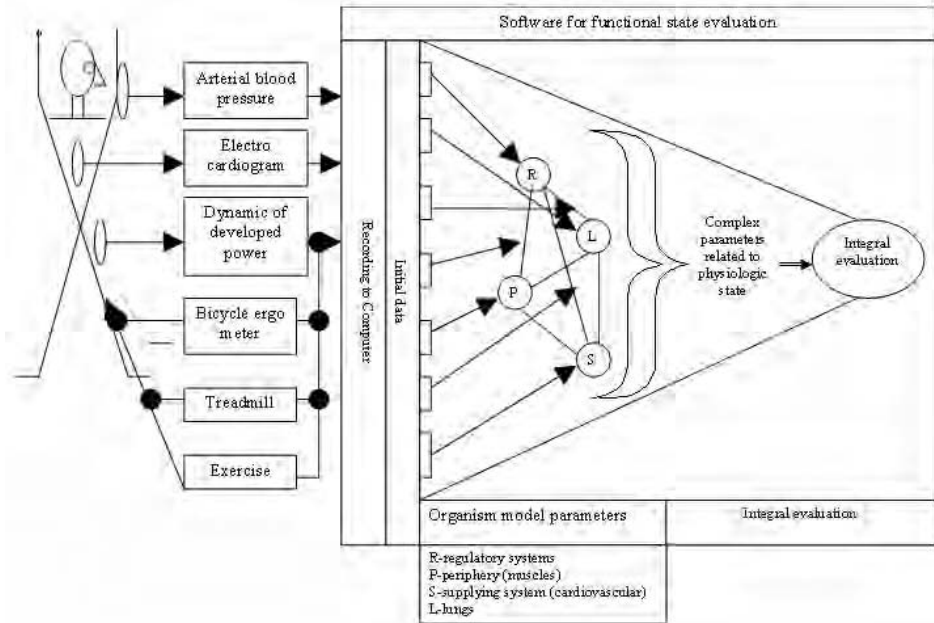 Software for functional state evaluation
Arterial blood
pressure
Electro
cardiogram
Dynamic of
developed
power
Bicycle ergo
meter
Treadmill
Exercise
Recording to Computer
Initial data
R
L
P
S
Complex
parameters
related to
physiologic
state
Integral
evaluation
Organism model parameters
Integral evaluation
R-regulatory systems
P-periphery (muscles)
S-supplying system (cardiovascular)
L-lungs